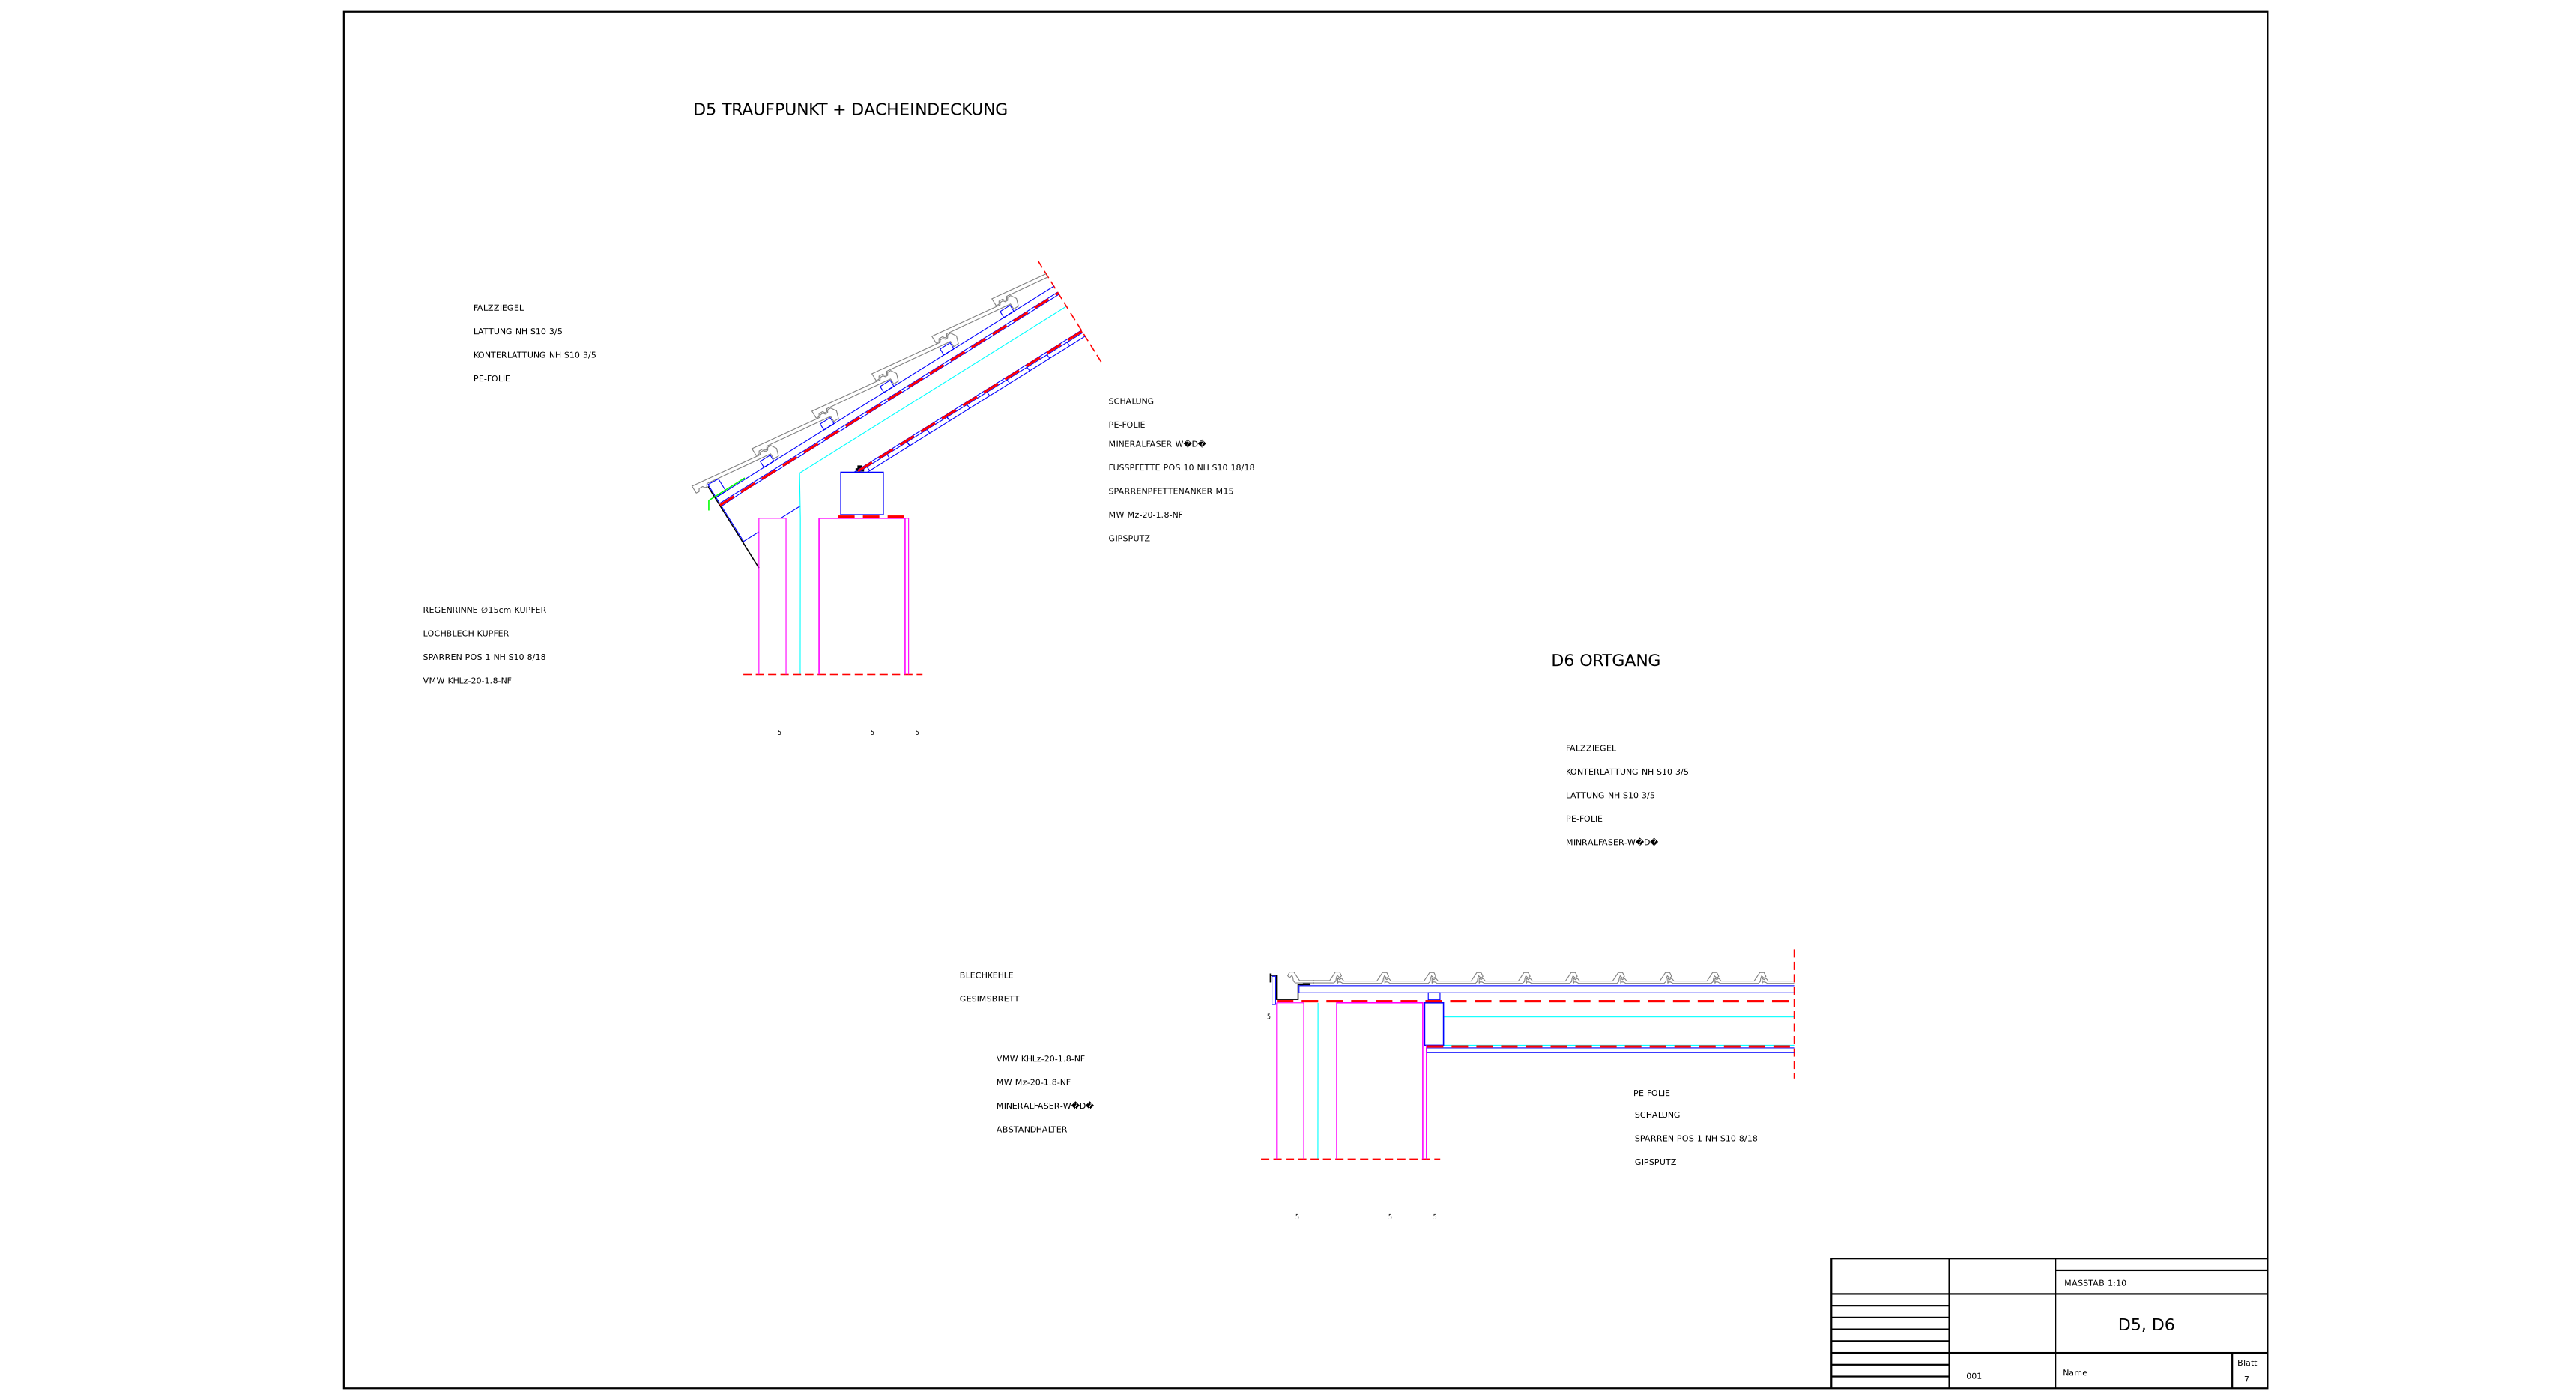 D5 TRAUFPUNKT + DACHEINDECKUNG
FALZZIEGEL
LATTUNG NH S10 3/5
KONTERLATTUNG NH S10 3/5
PE-FOLIE
SCHALUNG
PE-FOLIE
MINERALFASER W�D�
FUSSPFETTE POS 10 NH S10 18/18
SPARRENPFETTENANKER M15
MW Mz-20-1.8-NF
GIPSPUTZ
REGENRINNE ∅15cm KUPFER
LOCHBLECH KUPFER
SPARREN POS 1 NH S10 8/18
VMW KHLz-20-1.8-NF
5 5 5
D6 ORTGANG
FALZZIEGEL
KONTERLATTUNG NH S10 3/5
LATTUNG NH S10 3/5
PE-FOLIE
MINRALFASER-W�D�
BLECHKEHLE
GESIMSBRETT
5
VMW KHLz-20-1.8-NF
MW Mz-20-1.8-NF
MINERALFASER-W�D�
ABSTANDHALTER
PE-FOLIE
SCHALUNG
SPARREN POS 1 NH S10 8/18
GIPSPUTZ
5 5 5
MASSTAB 1:10
D5, D6
001
Name
Blatt
7